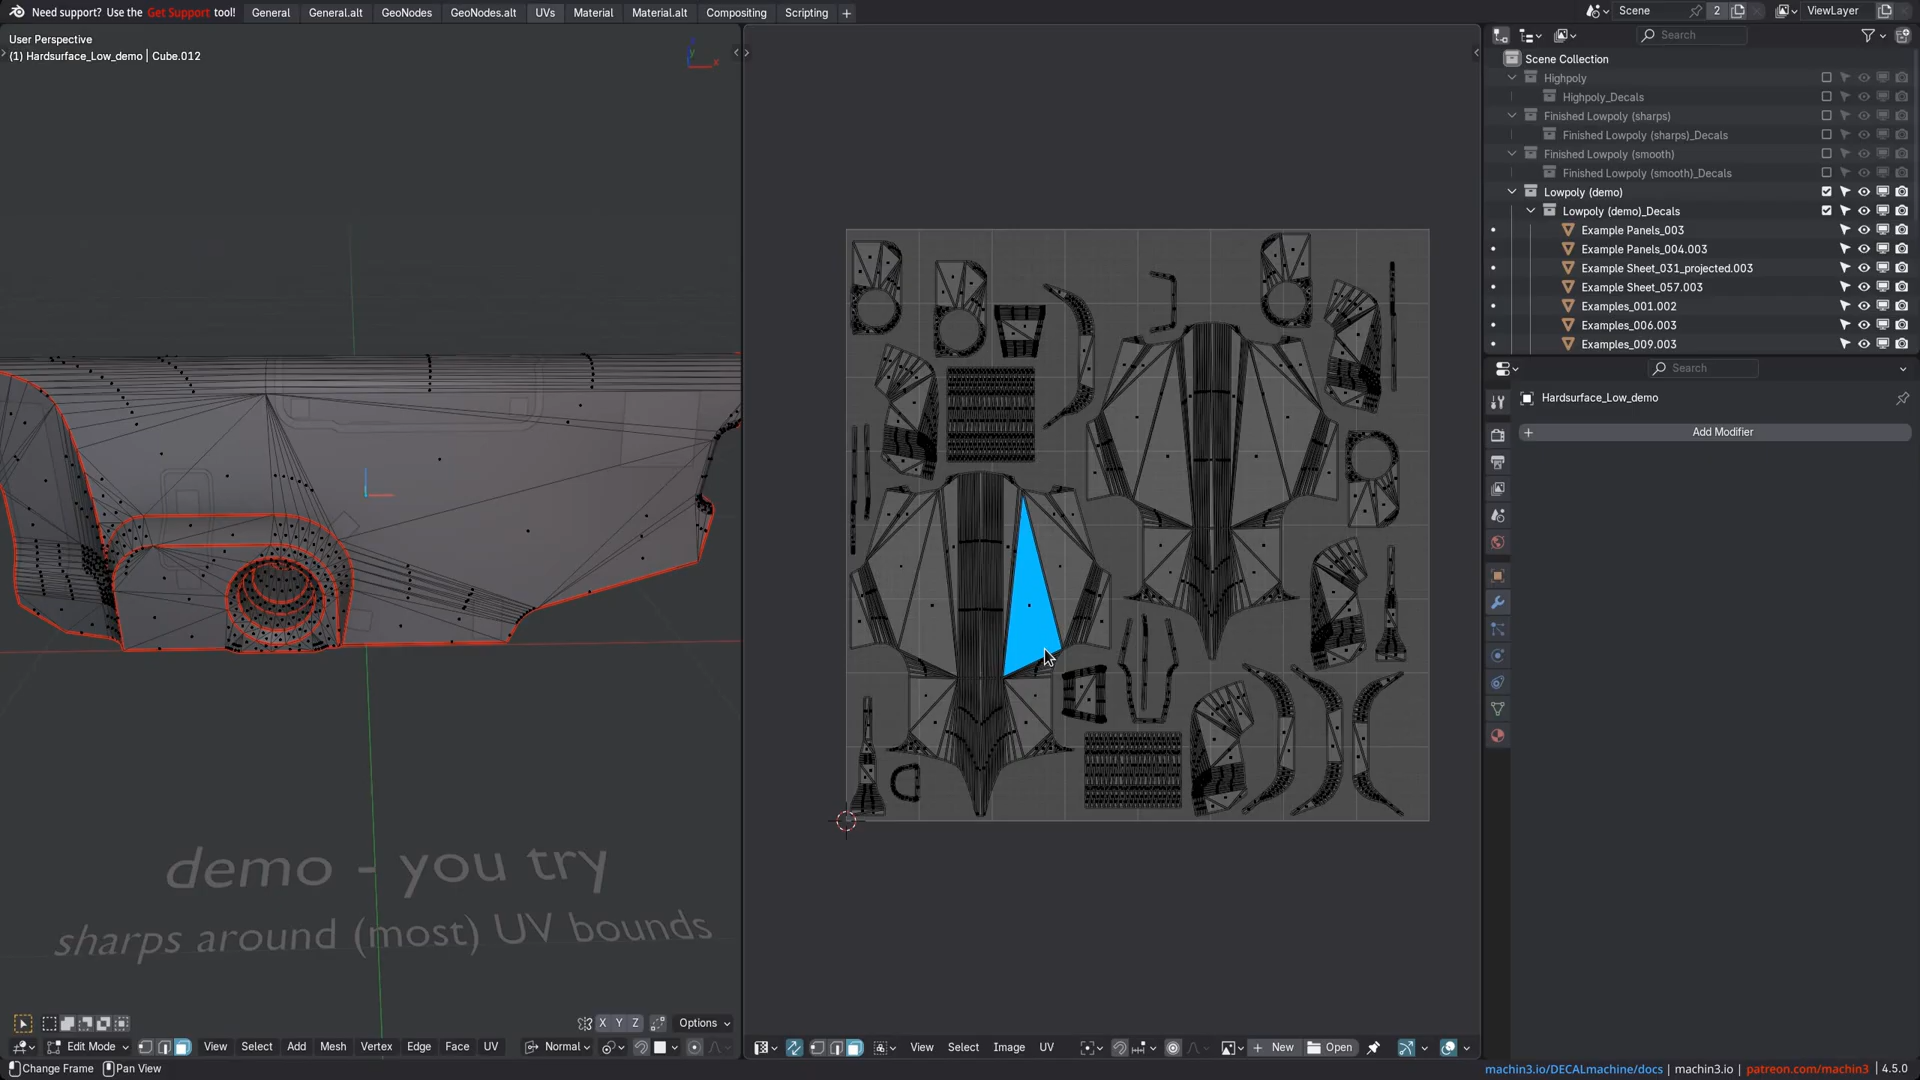 Need support? Use the Get Support tool!
General
General.alt
GeoNodes
GeoNodes.alt
UVs
Material
Material.alt
Compositing
Scripting
Scene
2
ViewLayer
User Perspective
(1) Hardsurface_Low_demo | Cube.012
y
x
Search
Scene Collection
Highpoly
Highpoly_Decals
Finished Lowpoly (sharps)
Finished Lowpoly (sharps)_Decals
Finished Lowpoly (smooth)
Finished Lowpoly (smooth)_Decals
Lowpoly (demo)
Lowpoly (demo)_Decals
Example Panels_003
Example Panels_004.003
Example Sheet_031_projected.003
Example Sheet_057.003
Examples_001.002
Examples_006.003
Examples_009.003
Search
Hardsurface_Low_demo
Add Modifier
demo - you try
sharps around (most) UV bounds
X Y Z
Options
Edit Mode
View
Select
Add
Mesh
Vertex
Edge
Face
UV
Normal
View
Select
Image
UV
New
Open
Change Frame
Pan View
machin3.io/DECALmachine/docs | machin3.io | patreon.com/machin3 | 4.5.0